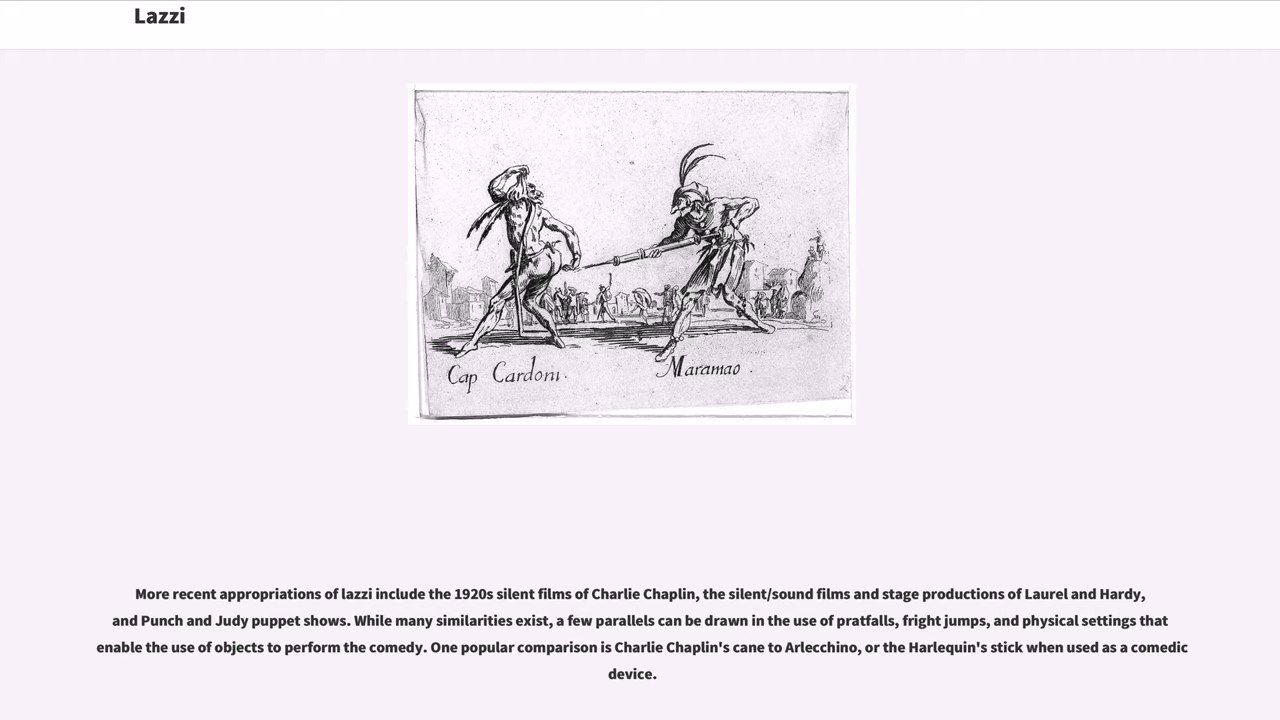 Lazzi
Cap Cardoni.
Maramao.
More recent appropriations of lazzi include the 1920s silent films of Charlie Chaplin, the silent/sound films and stage productions of Laurel and Hardy,
and Punch and Judy puppet shows. While many similarities exist, a few parallels can be drawn in the use of pratfalls, fright jumps, and physical settings that
enable the use of objects to perform the comedy. One popular comparison is Charlie Chaplin's cane to Arlecchino, or the Harlequin's stick when used as a comedic
device.